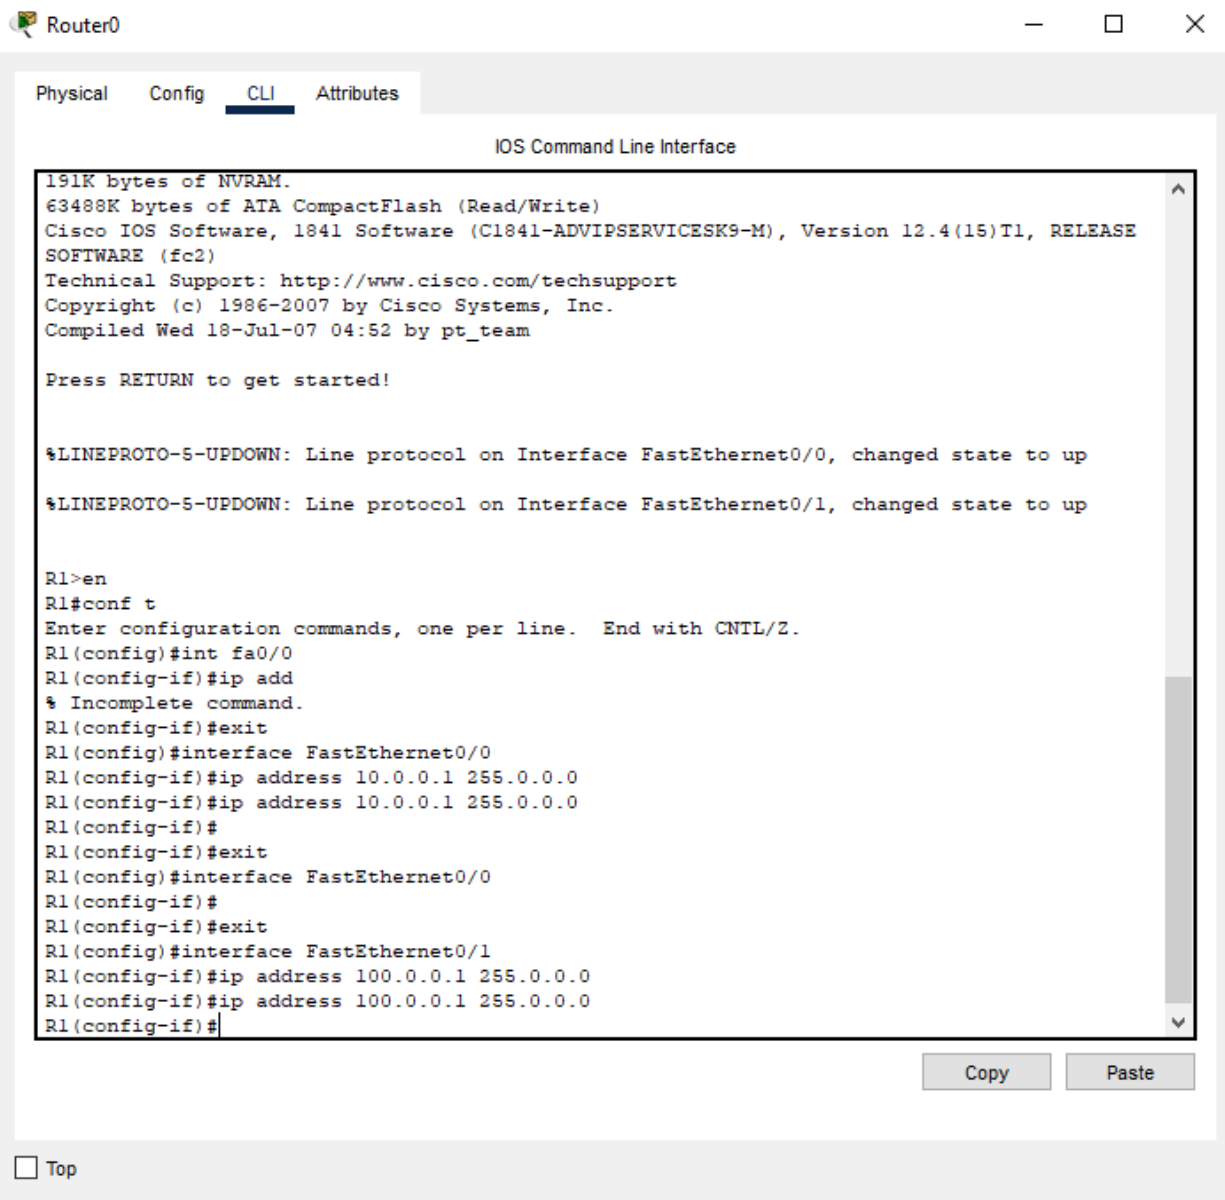 Router0
Physical Config CLI Attributes
IOS Command Line Interface
191K bytes of NVRAM.
63488K bytes of ATA CompactFlash (Read/Write)
Cisco IOS Software, 1841 Software (C1841-ADVIPSERVICESK9-M), Version 12.4(15)T1, RELEASE
SOFTWARE (fc2)
Technical Support: http://www.cisco.com/techsupport
Copyright (c) 1986-2007 by Cisco Systems, Inc.
Compiled Wed 18-Jul-07 04:52 by pt_team
Press RETURN to get started!
%LINEPROTO-5-UPDOWN: Line protocol on Interface FastEthernet0/0, changed state to up
%LINEPROTO-5-UPDOWN: Line protocol on Interface FastEthernet0/1, changed state to up
R1>en
R1#conf t
Enter configuration commands, one per line.  End with CNTL/Z.
R1(config)#int fa0/0
R1(config-if)#ip add
% Incomplete command.
R1(config-if)#exit
R1(config)#interface FastEthernet0/0
R1(config-if)#ip address 10.0.0.1 255.0.0.0
R1(config-if)#ip address 10.0.0.1 255.0.0.0
R1(config-if)#
R1(config-if)#exit
R1(config)#interface FastEthernet0/0
R1(config-if)#
R1(config-if)#exit
R1(config)#interface FastEthernet0/1
R1(config-if)#ip address 100.0.0.1 255.0.0.0
R1(config-if)#ip address 100.0.0.1 255.0.0.0
R1(config-if)#
Copy Paste
Top